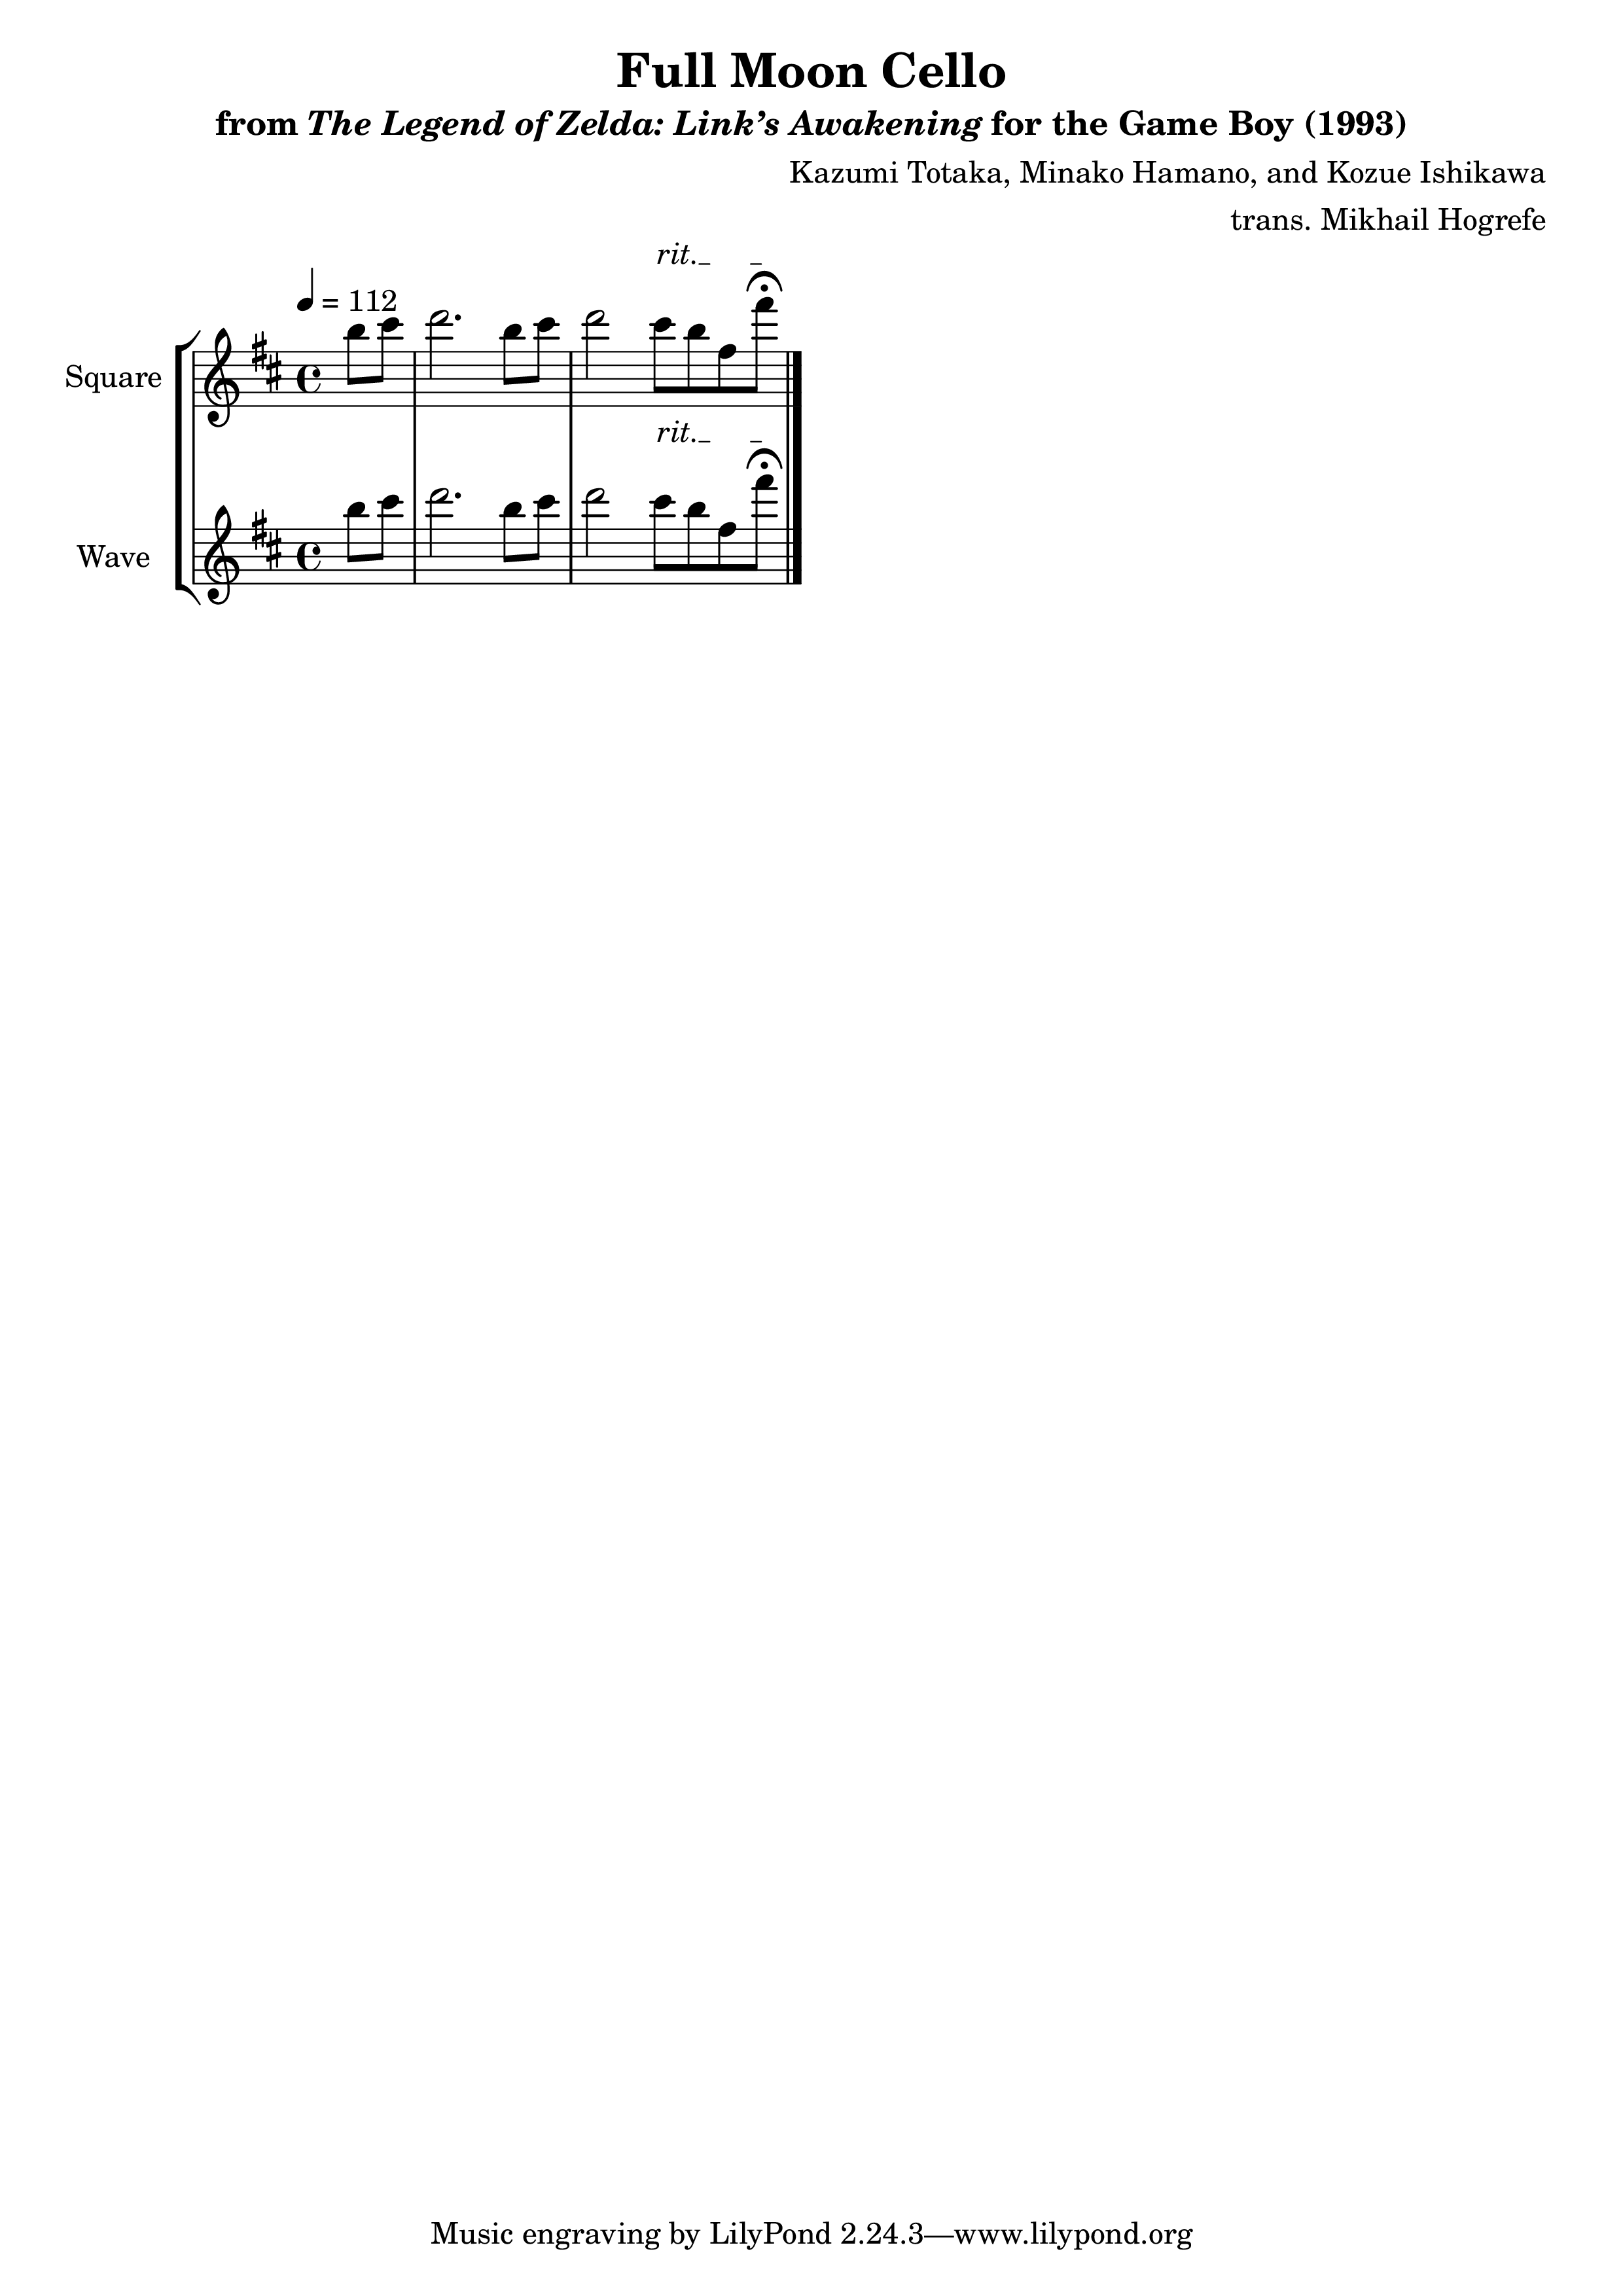 Full Moon Cello
from The Legend of Zelda: Link’s Awakening for the Game Boy (1993)
Kazumi Totaka, Minako Hamano, and Kozue Ishikawa
trans. Mikhail Hogrefe
rit.
= 112
Square
rit.
Wave
Music engraving by LilyPond 2.24.3—www.lilypond.org